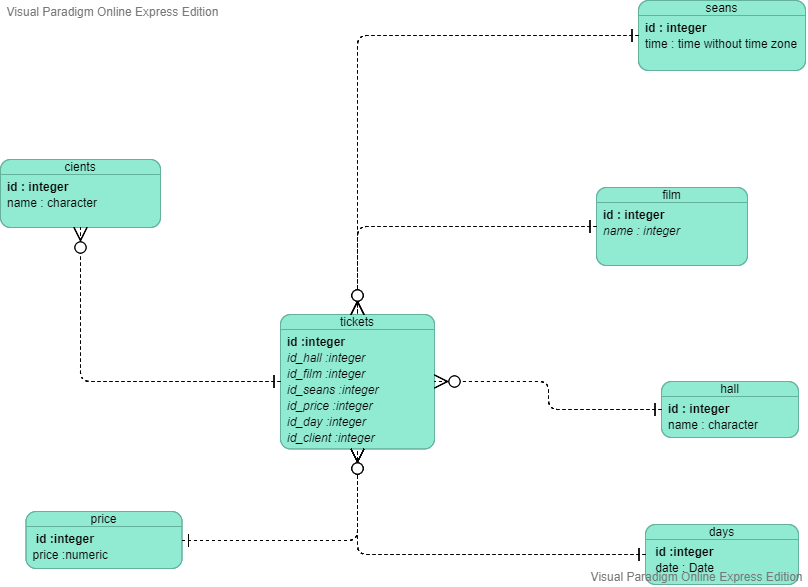 Visual Paradigm Online Express Edition
seans
id : integer
time : time without time zone
cients
id : integer
name : character
film
id : integer
name : integer
tickets
id :integer
id_hall :integer
id_film :integer
id_seans :integer
id_price :integer
id_day :integer
id_client :integer
hall
id : integer
name : character
price
id :integer
price :numeric
days
id :integer
date : Date
Visual Paradigm Online Express Edition